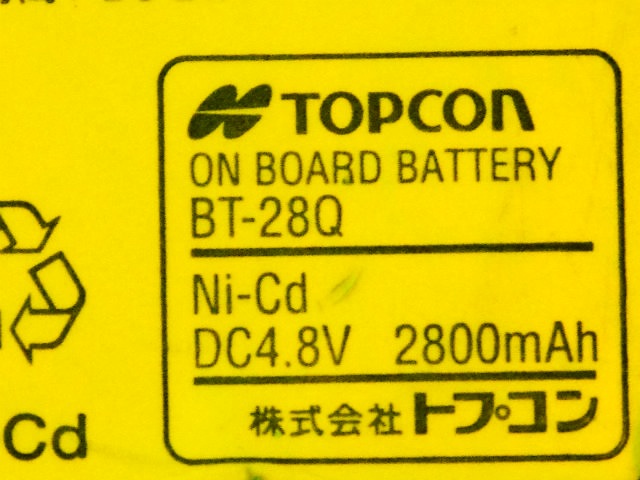 TOPCON
ON BOARD BATTERY
BT-28Q
Ni-Cd
DC4.8V 2800mAh
株式会社 トプコン
Cd